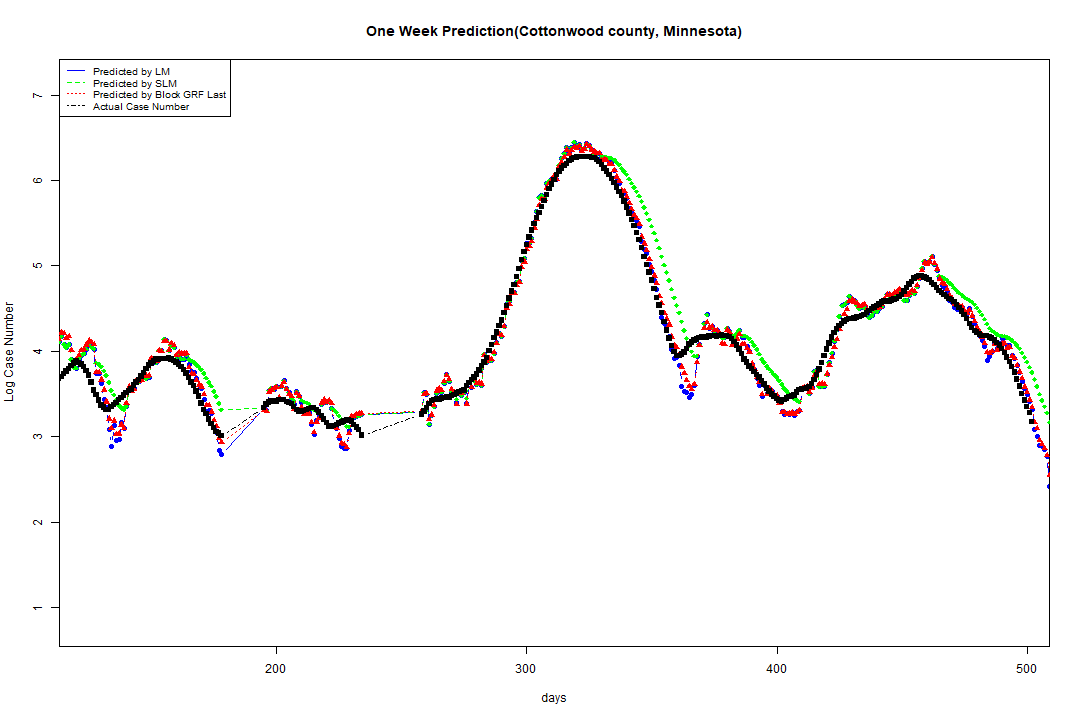 One Week Prediction(Cottonwood county, Minnesota)
Predicted by LM
Predicted by SLM
Predicted by Block GRF Last
Actual Case Number
7
6
5
4
3
2
1
Log Case Number
200
300
400
500
days